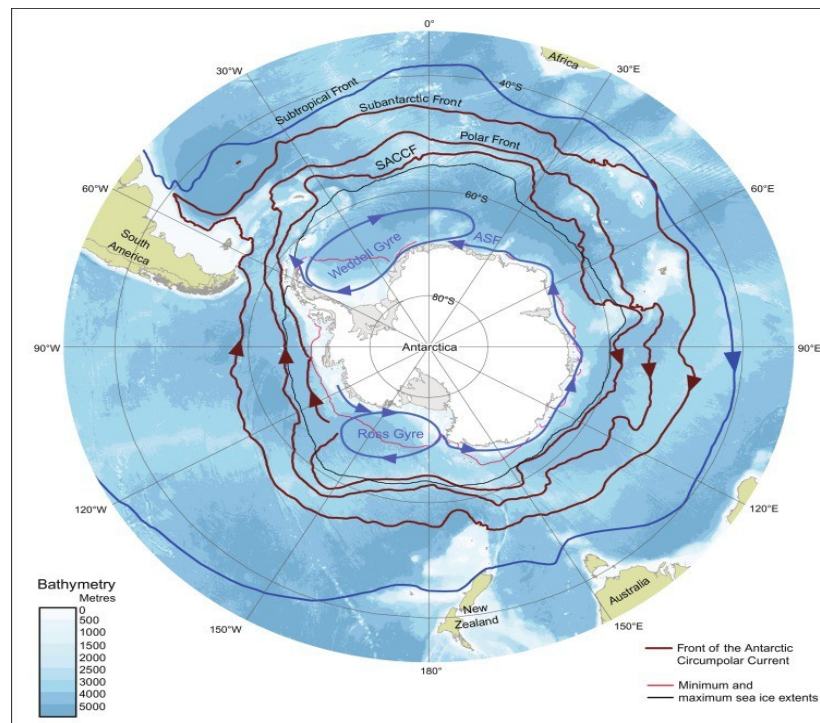 0°
30°W
30°E
Africa
40°S
Subtropical Front
Subantarctic Front
Polar Front
SACCF
60°W
60°E
60°S
South
America
Weddell Gyre
ASF
80°S
90°W
Antarctica
90°E
Ross Gyre
120°W
120°E
Bathymetry
Metres
0
500
1000
1500
2000
2500
3000
4000
5000
150°W
New
Zealand
Australia
150°E
180°
Front of the Antarctic
Circumpolar Current
Minimum and
maximum sea ice extents